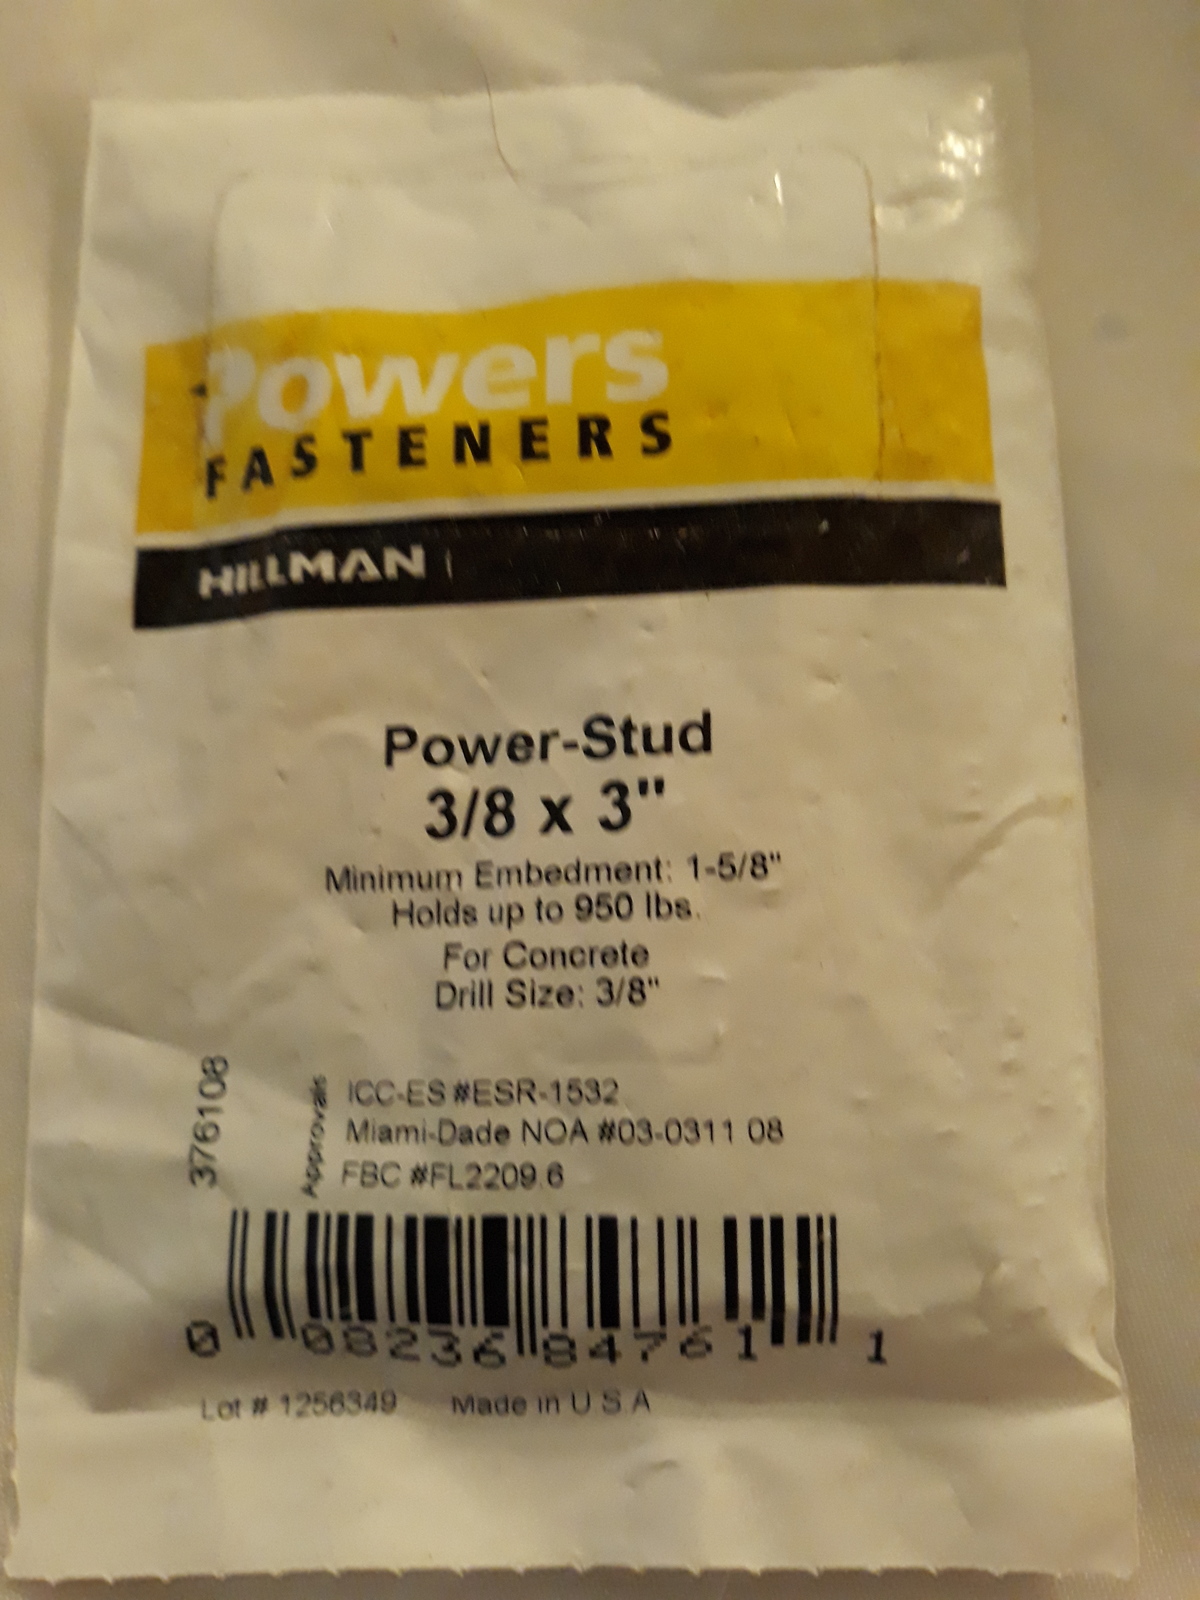 Powers
FASTENERS
HILLMAN
Power-Stud
3/8 x 3"
Minimum Embedment: 1-5/8"
Holds up to 950 lbs.
For Concrete
Drill Size: 3/8"
376108
Approvals
ICC-ES #ESR-1532
Miami-Dade NOA #03-0311 08
FBC #FL2209.6
0 08236 84761 1
Lot # 1256349 Made in U.S.A